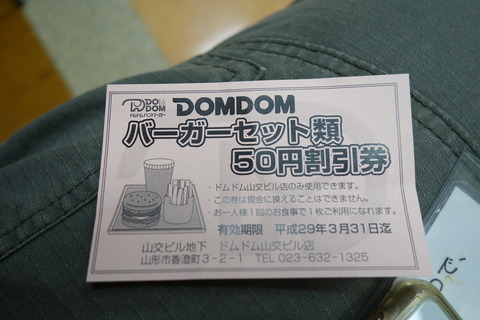 DOMDOM
ドムドムハンバーガー
DOMDOM
バーガーセット類
50円割引券
・ドムドム山交ビル店のみ使用できます。
・この券は現金に換えることはできません。
・お一人様1回のお食事で1枚ご利用になれます。
有効期限 平成29年3月31日迄
山交ビル地下 ドムドム山交ビル店
山形市香澄町3-2-1 TEL 023-632-1325